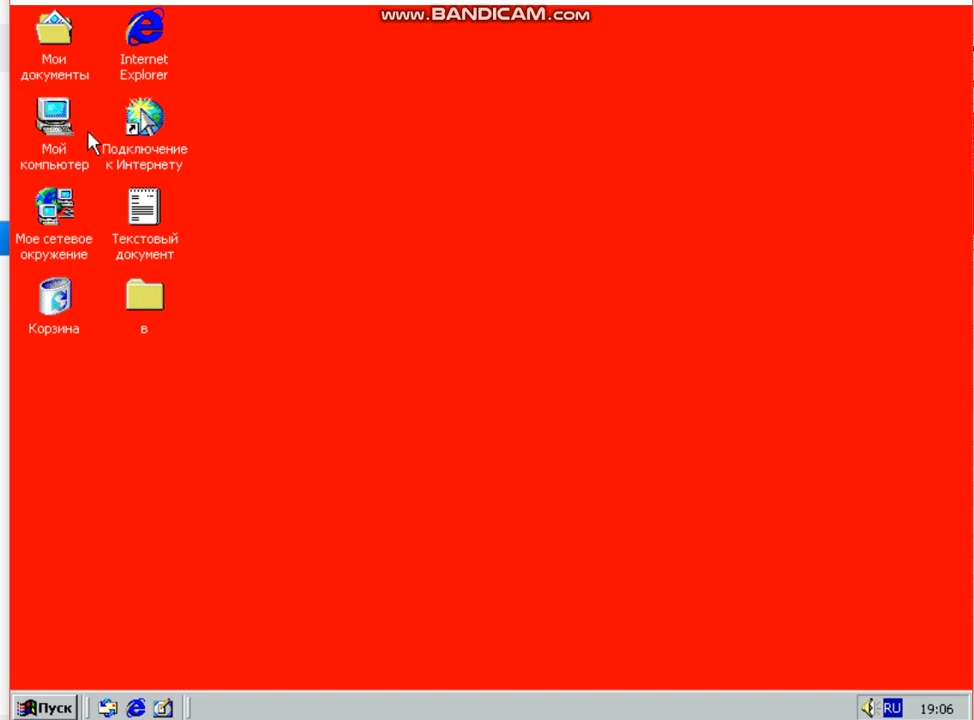 www.BANDICAM.com
Мои
документы
Internet
Explorer
Мой
компьютер
Подключение
к Интернету
Мое сетевое
окружение
Текстовый
документ
Корзина
в
Пуск
RU
19:06